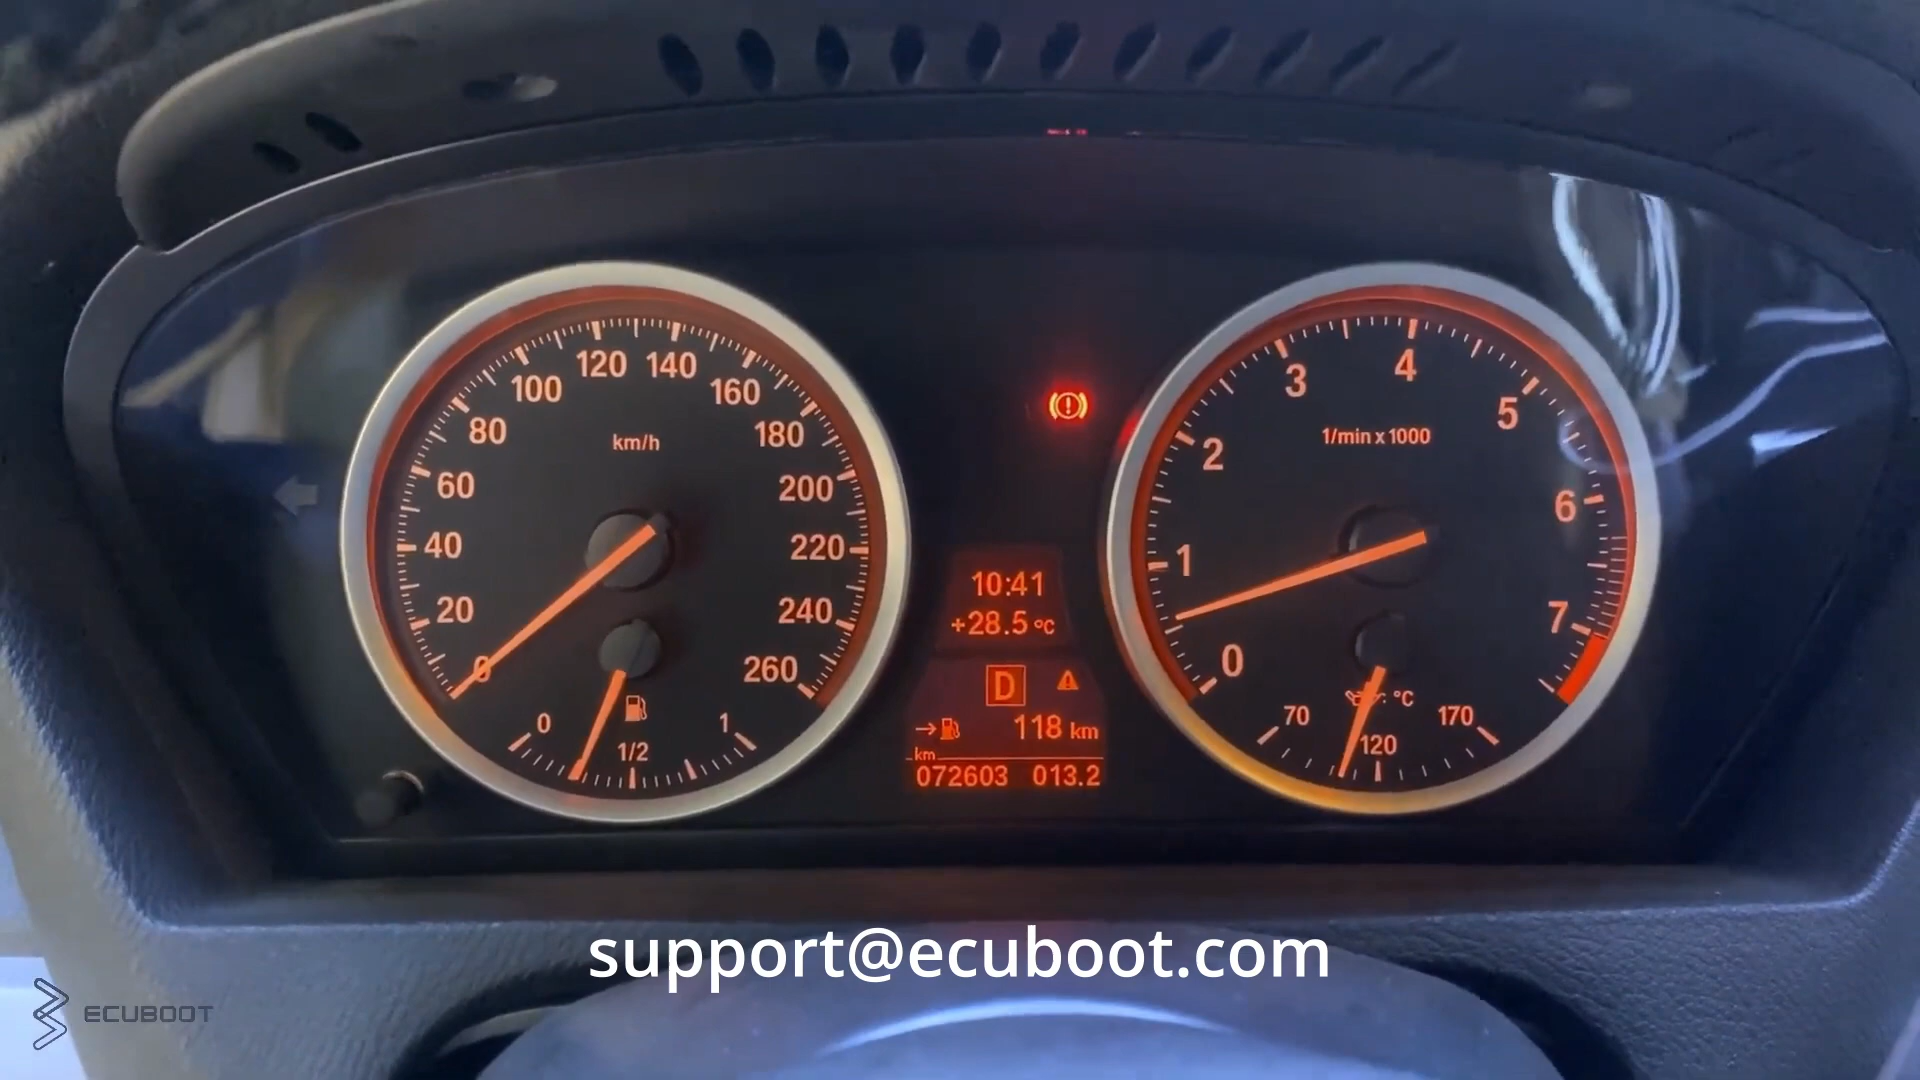 120 140
100 160
80 180
km/h
60 200
40 220
20 240
0 260
0 1/2 1
3 4 5
1/min x 1000
2 6
1 7
0
°C
70 120 170
10:41
+28.5 °C
D
118 km
km
072603 013.2
support@ecuboot.com
ECUBOOT